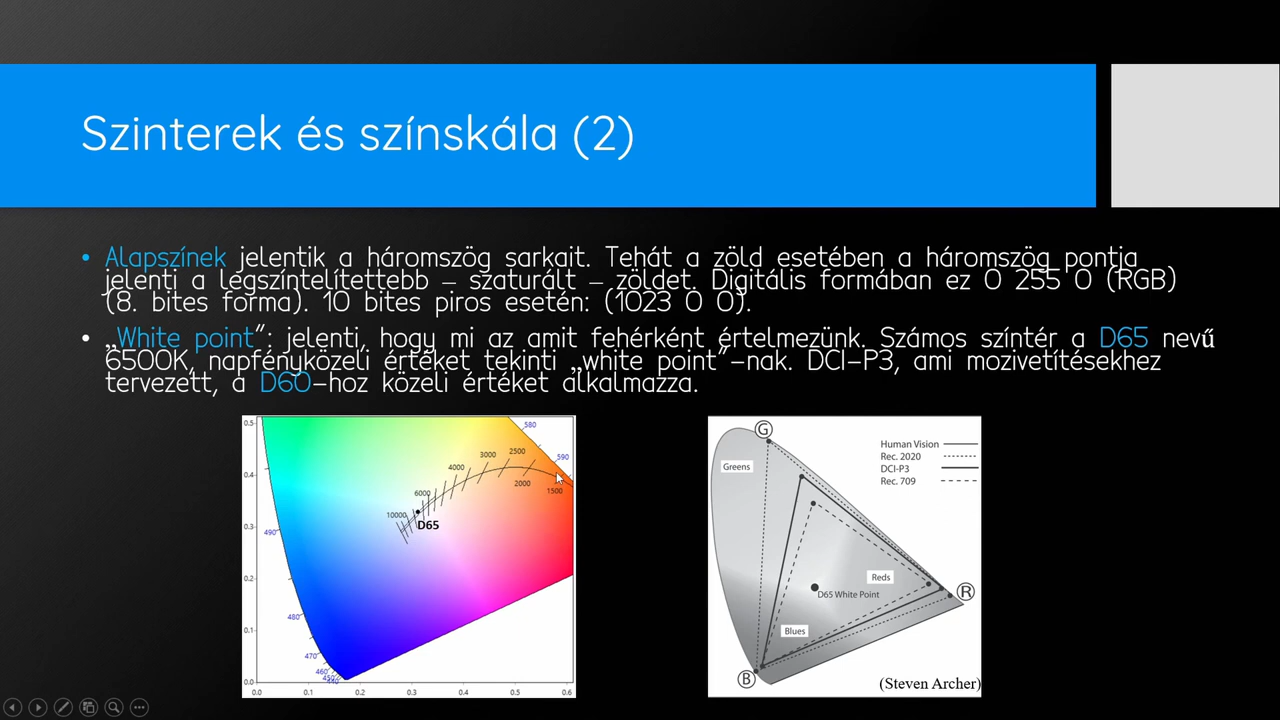 Szinterek és színskála (2)
• Alapszínek jelentik a háromszög sarkait. Tehát a zöld esetében a háromszög pontja
jelenti a legszíntelítettebb – szaturált – zöldet. Digitális formában ez 0 255 0 (RGB)
(8. bites forma). 10 bites piros esetén: (1023 0 0).
• „White point”: jelenti, hogy mi az amit fehérként értelmezünk. Számos színtér a D65 nevű
6500K, napfényközeli értéket tekinti „white point”-nak. DCI-P3, ami mozivetítésekhez
tervezett, a D60-hoz közeli értéket alkalmazza.
0.5
580
590
2500
3000
4000
0.4
2000
1500
6000
10000
D65
0.3
490
0.2
480
0.1
470
460
450
440
0.0
0.0 0.1 0.2 0.3 0.4 0.5 0.6
G
Human Vision
Rec. 2020
DCI-P3
Rec. 709
Greens
Reds
D65 White Point
R
Blues
B
(Steven Archer)